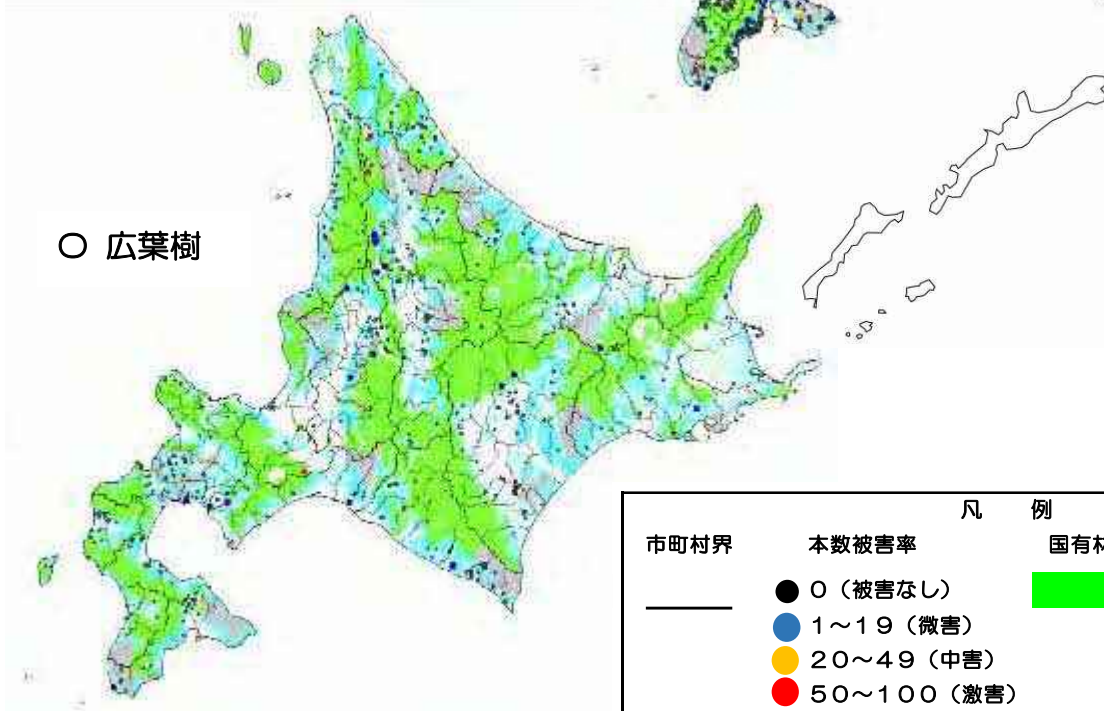 ○ 広葉樹
凡 例
市町村界 本数被害率 国有林
0（被害なし）
1～19（微害）
20～49（中害）
50～100（激害）